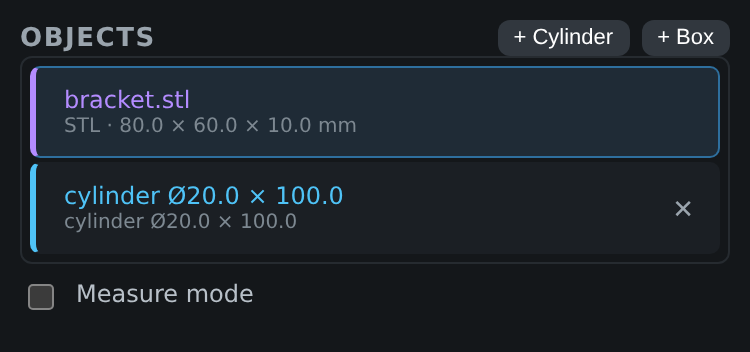 OBJECTS
+ Cylinder
+ Box
bracket.stl
STL · 80.0 × 60.0 × 10.0 mm
cylinder Ø20.0 × 100.0
cylinder Ø20.0 × 100.0
✕
Measure mode